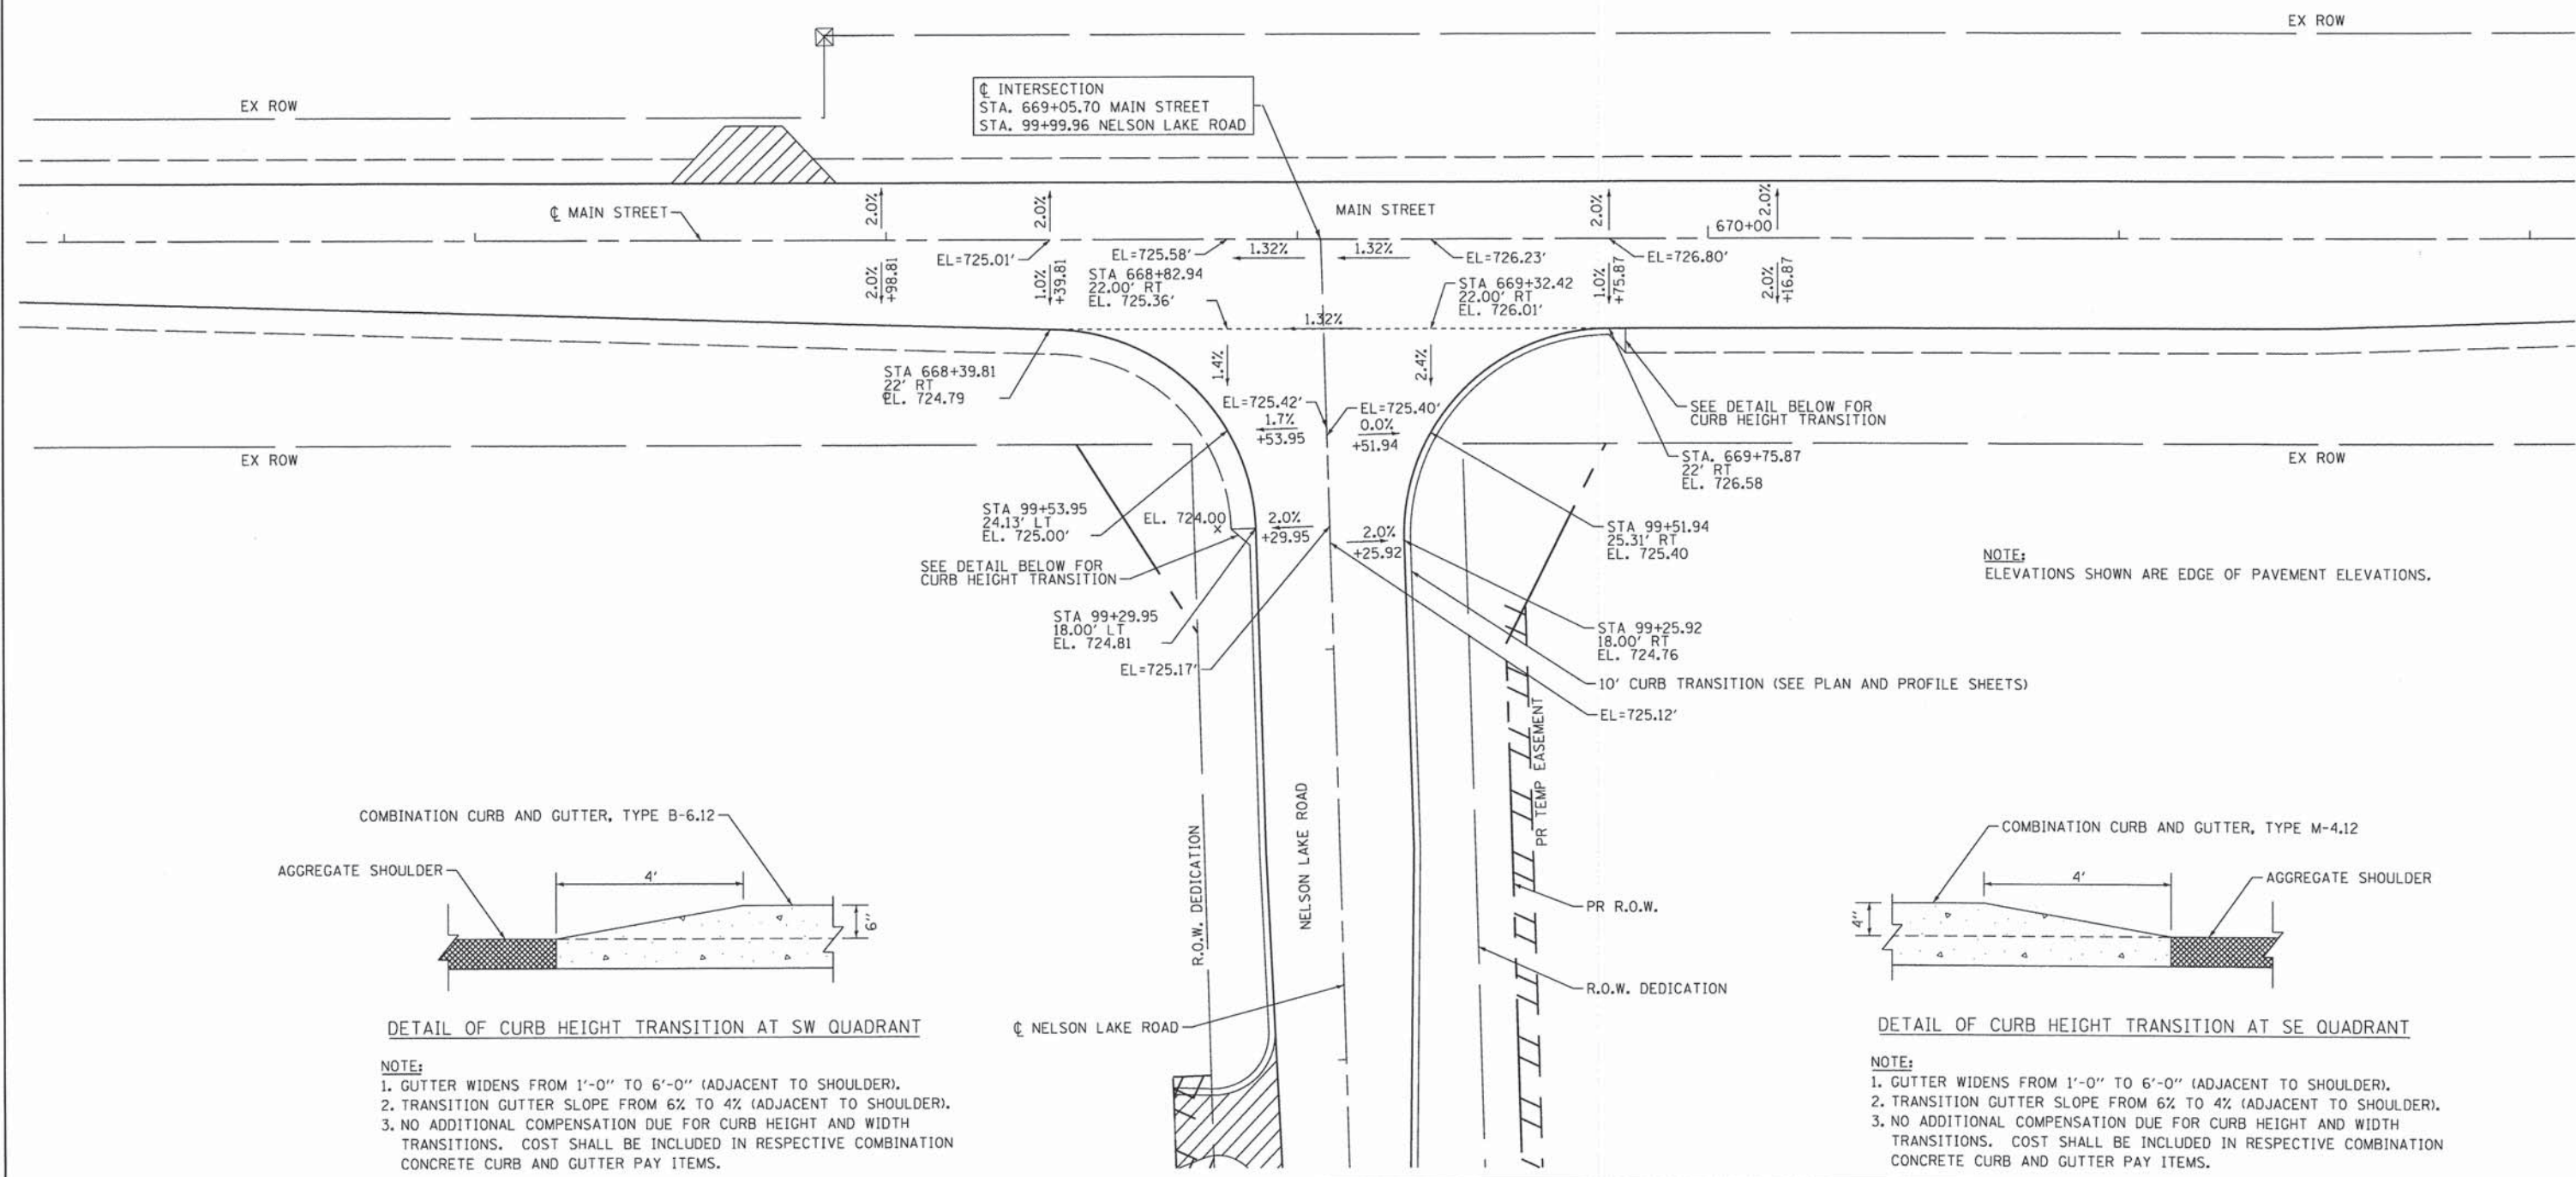 EX ROW
℄ INTERSECTION
STA. 669+05.70 MAIN STREET
STA. 99+99.96 NELSON LAKE ROAD
EX ROW
℄ MAIN STREET
2.0%
2.0%
MAIN STREET
2.0%
2.0%
670+00
EL=725.01'
EL=725.58'
1.32%
1.32%
EL=726.23'
EL=726.80'
2.0%
+98.81
1.0%
+39.81
STA 668+82.94
22.00' RT
EL. 725.36'
STA 669+32.42
22.00' RT
EL. 726.01'
1.0%
+75.87
2.0%
+16.87
1.32%
1.4%
2.4%
STA 668+39.81
22' RT
EL. 724.79
EL=725.42'
1.7%
+53.95
EL=725.40'
0.0%
+51.94
SEE DETAIL BELOW FOR
CURB HEIGHT TRANSITION
EX ROW
STA. 669+75.87
22' RT
EL. 726.58
EX ROW
STA 99+53.95
24.13' LT
EL. 725.00'
EL. 724.00
x
2.0%
+29.95
2.0%
+25.92
STA 99+51.94
25.31' RT
EL. 725.40
NOTE:
ELEVATIONS SHOWN ARE EDGE OF PAVEMENT ELEVATIONS.
SEE DETAIL BELOW FOR
CURB HEIGHT TRANSITION
STA 99+29.95
18.00' LT
EL. 724.81
STA 99+25.92
18.00' RT
EL. 724.76
EL=725.17'
10' CURB TRANSITION (SEE PLAN AND PROFILE SHEETS)
EL=725.12'
R.O.W. DEDICATION
NELSON LAKE ROAD
PR TEMP EASEMENT
PR R.O.W.
R.O.W. DEDICATION
℄ NELSON LAKE ROAD
COMBINATION CURB AND GUTTER, TYPE B-6.12
AGGREGATE SHOULDER
4'
6"
DETAIL OF CURB HEIGHT TRANSITION AT SW QUADRANT
NOTE:
1. GUTTER WIDENS FROM 1'-0" TO 6'-0" (ADJACENT TO SHOULDER).
2. TRANSITION GUTTER SLOPE FROM 6% TO 4% (ADJACENT TO SHOULDER).
3. NO ADDITIONAL COMPENSATION DUE FOR CURB HEIGHT AND WIDTH
TRANSITIONS. COST SHALL BE INCLUDED IN RESPECTIVE COMBINATION
CONCRETE CURB AND GUTTER PAY ITEMS.
COMBINATION CURB AND GUTTER, TYPE M-4.12
4'
AGGREGATE SHOULDER
4"
DETAIL OF CURB HEIGHT TRANSITION AT SE QUADRANT
NOTE:
1. GUTTER WIDENS FROM 1'-0" TO 6'-0" (ADJACENT TO SHOULDER).
2. TRANSITION GUTTER SLOPE FROM 6% TO 4% (ADJACENT TO SHOULDER).
3. NO ADDITIONAL COMPENSATION DUE FOR CURB HEIGHT AND WIDTH
TRANSITIONS. COST SHALL BE INCLUDED IN RESPECTIVE COMBINATION
CONCRETE CURB AND GUTTER PAY ITEMS.